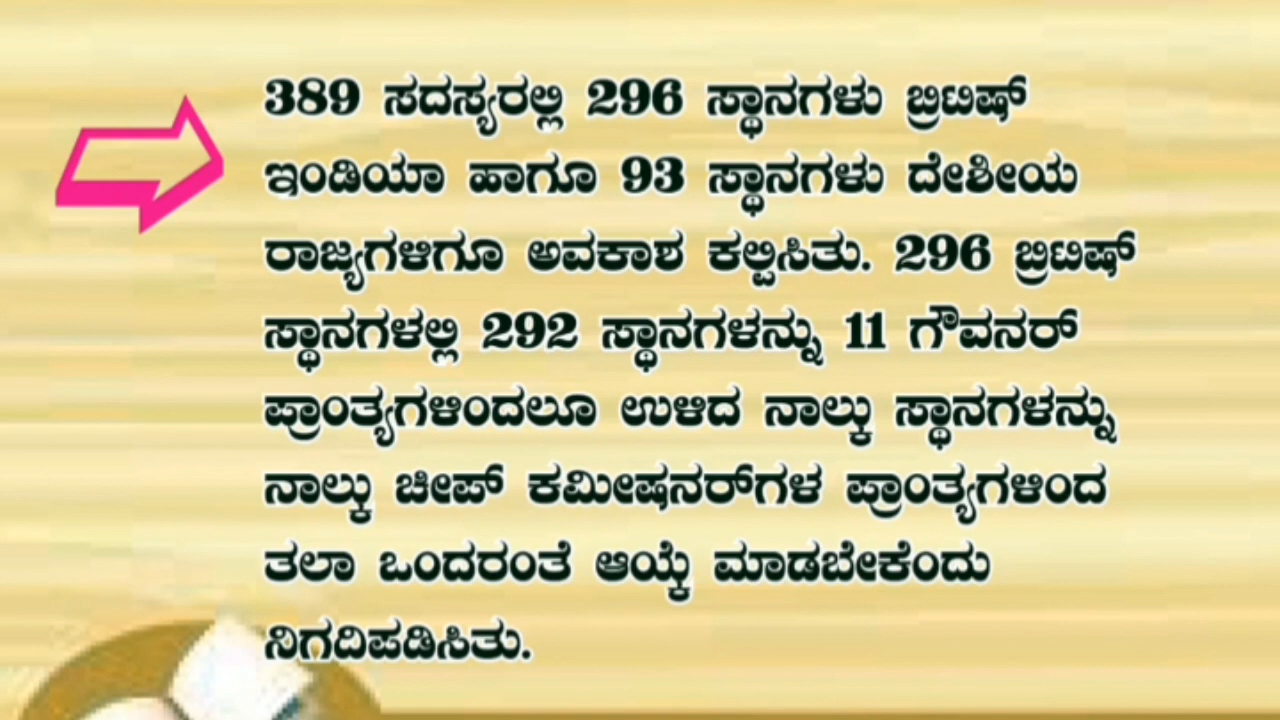 389 ಸದಸ್ಯರಲ್ಲಿ 296 ಸ್ಥಾನಗಳು ಬ್ರಿಟಿಷ್
ಇಂಡಿಯಾ ಹಾಗೂ 93 ಸ್ಥಾನಗಳು ದೇಶೀಯ
ರಾಜ್ಯಗಳಿಗೂ ಅವಕಾಶ ಕಲ್ಪಿಸಿತು. 296 ಬ್ರಿಟಿಷ್
ಸ್ಥಾನಗಳಲ್ಲಿ 292 ಸ್ಥಾನಗಳನ್ನು 11 ಗೌವನರ್
ಪ್ರಾಂತ್ಯಗಳಿಂದಲೂ ಉಳಿದ ನಾಲ್ಕು ಸ್ಥಾನಗಳನ್ನು
ನಾಲ್ಕು ಚೀಪ್ ಕಮೀಷನರ್‌ಗಳ ಪ್ರಾಂತ್ಯಗಳಿಂದ
ತಲಾ ಒಂದರಂತೆ ಆಯ್ಕೆ ಮಾಡಬೇಕೆಂದು
ನಿಗದಿಪಡಿಸಿತು.